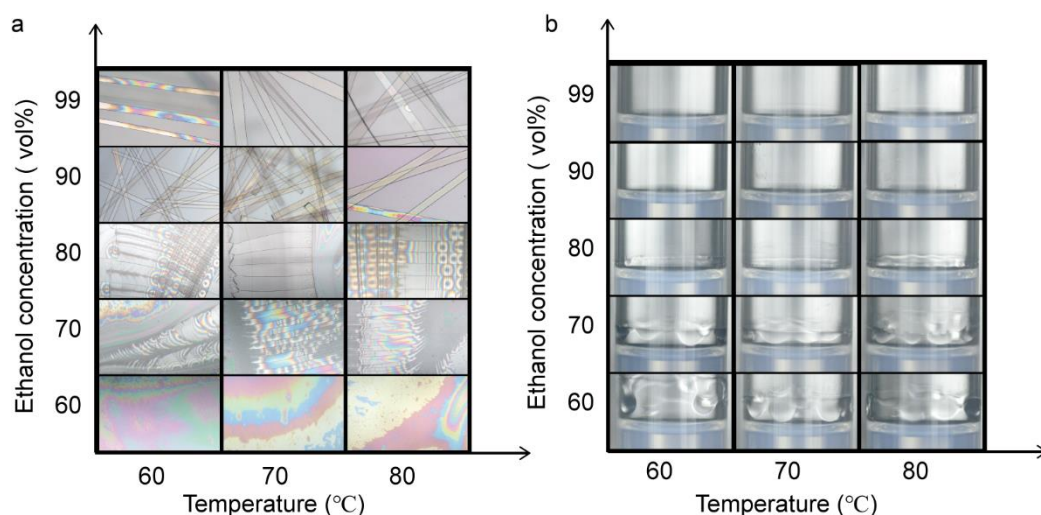 a
Ethanol concentration ( vol%)
99
90
80
70
60
60 70 80
Temperature (℃)
b
Ethanol concentration ( vol%)
99
90
80
70
60
60 70 80
Temperature (℃)